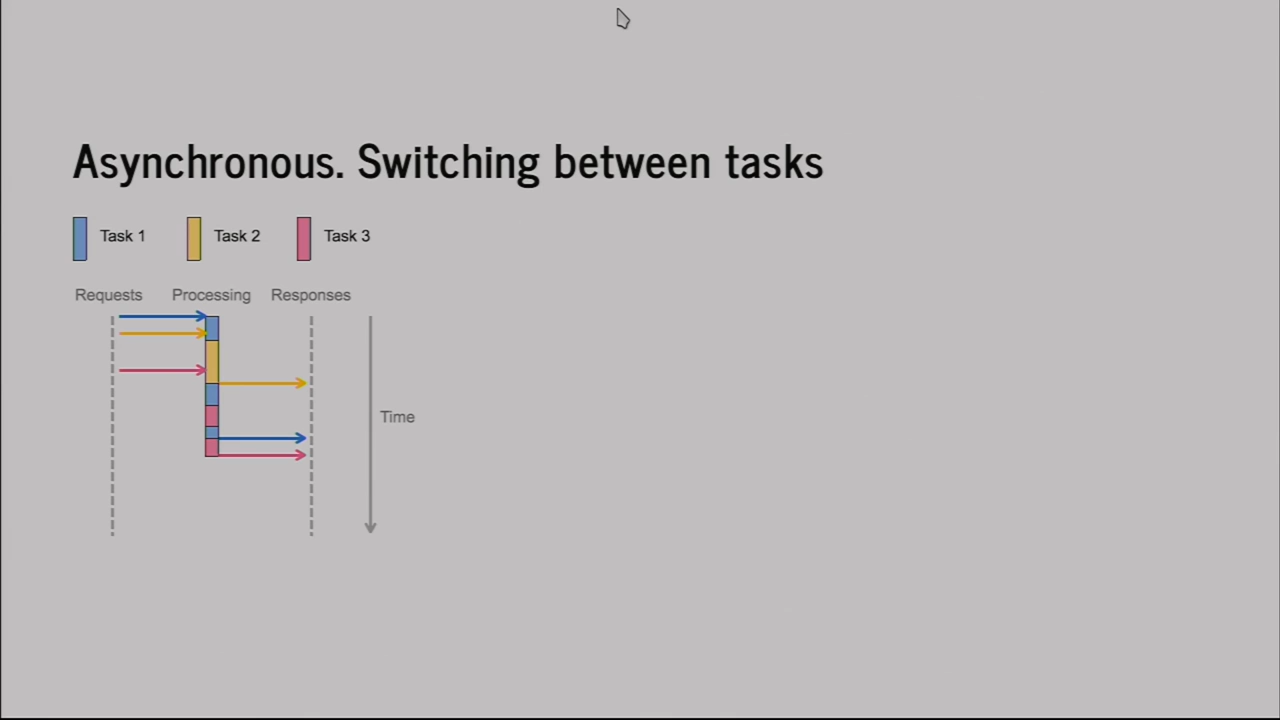 Asynchronous. Switching between tasks
Task 1 Task 2 Task 3
Requests Processing Responses
Time